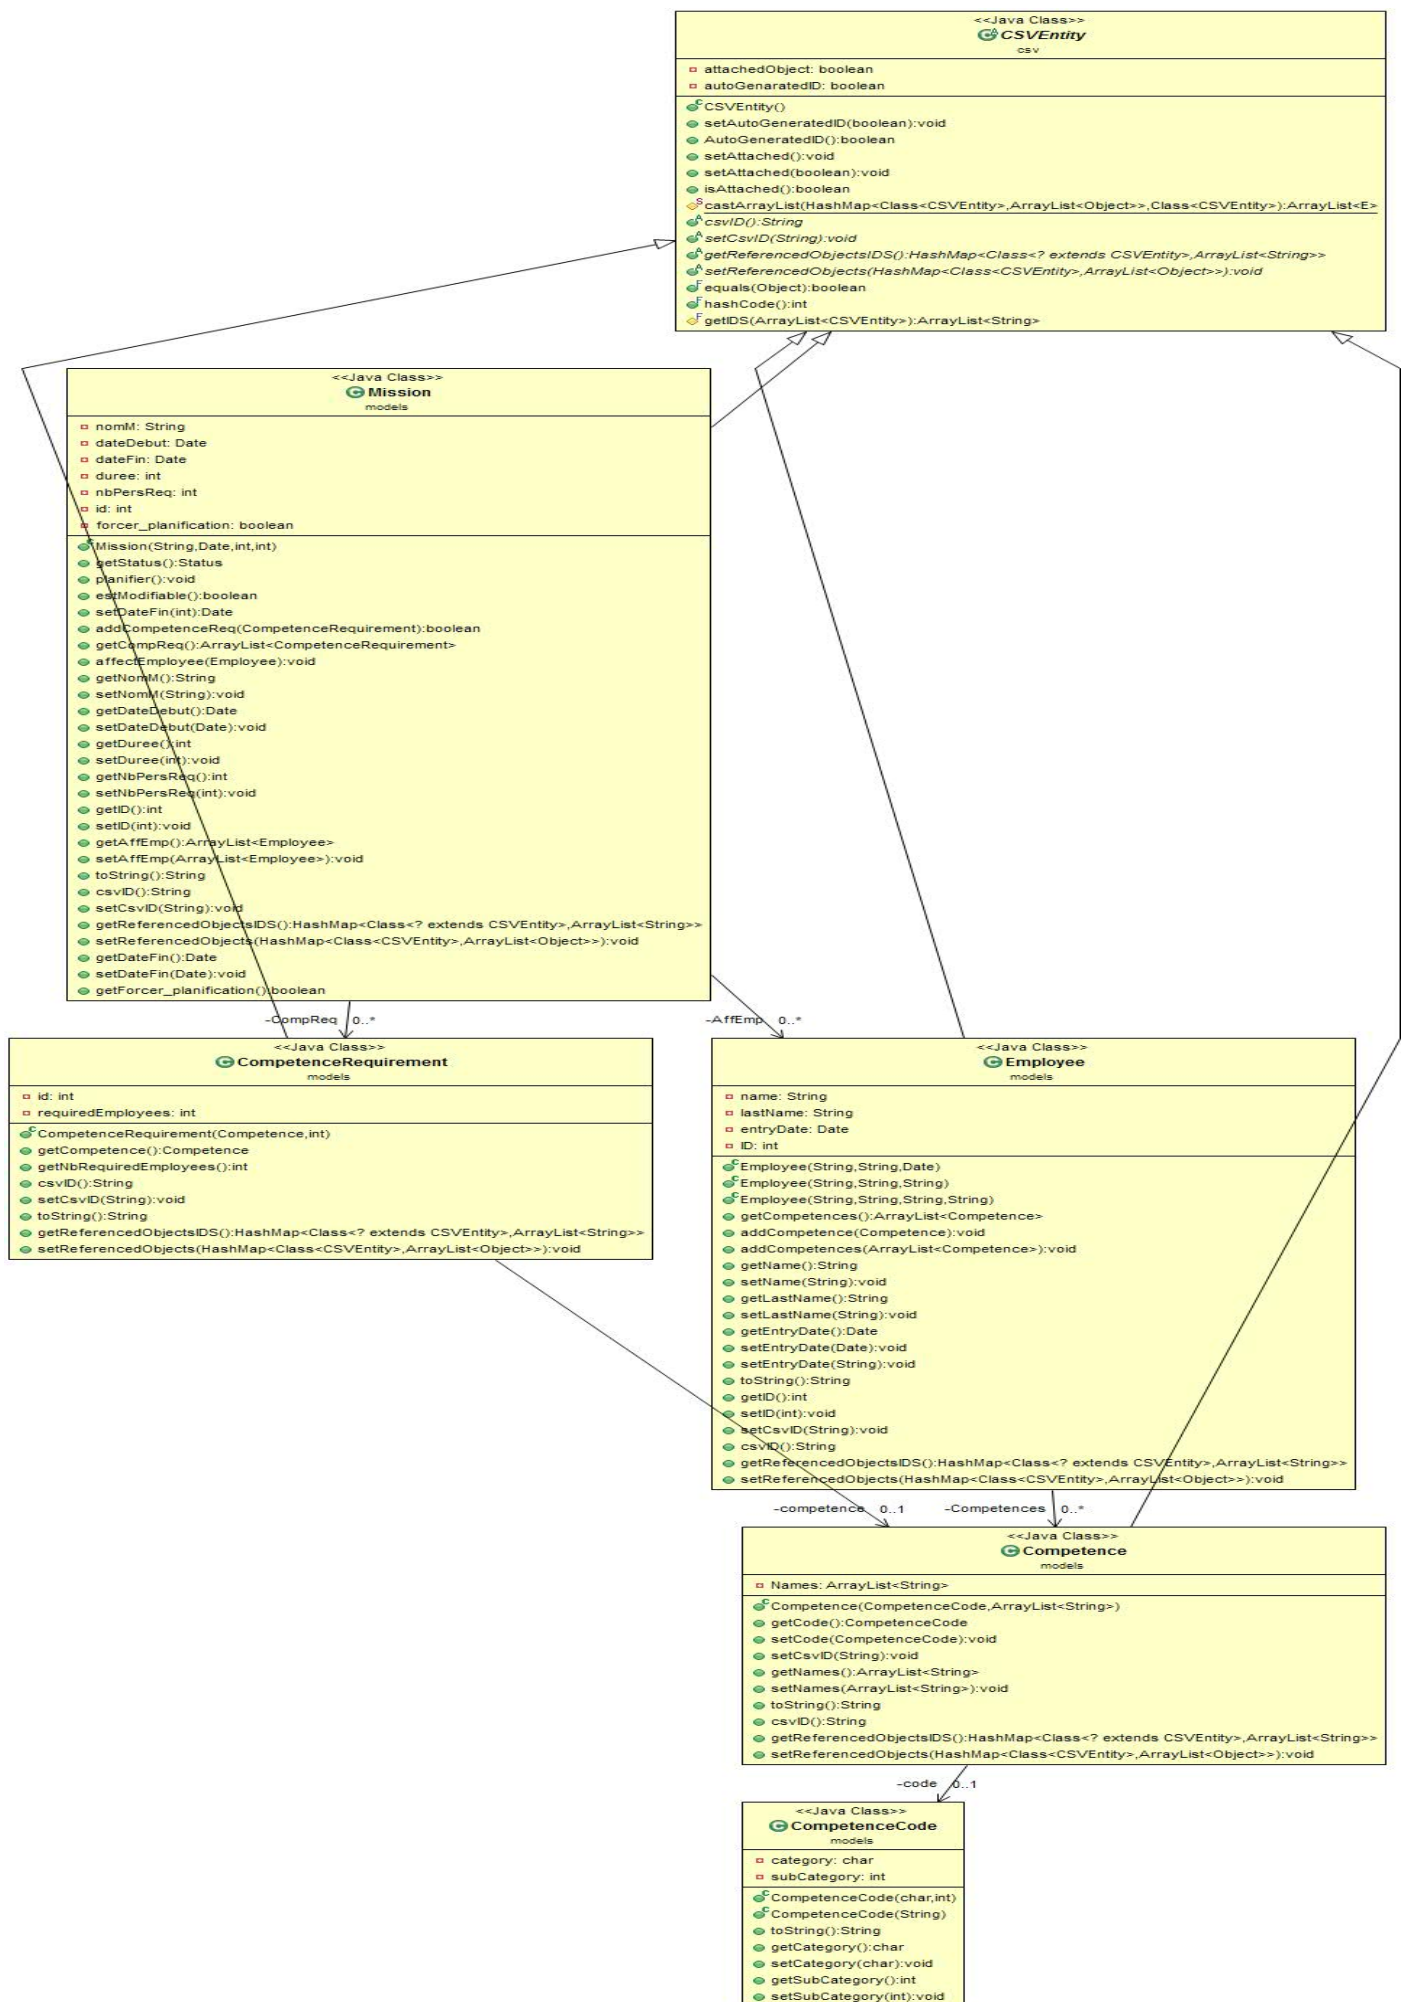 <<Java Class>>
CSVEntity
csv
attachedObject: boolean
autoGenaratedID: boolean
CSVEntity()
setAutoGeneratedID(boolean):void
AutoGeneratedID():boolean
setAttached():void
setAttached(boolean):void
isAttached():boolean
castArrayList(HashMap<Class<CSVEntity>,ArrayList<Object>>,Class<CSVEntity>):ArrayList<E>
csvID():String
setCsvID(String):void
getReferencedObjectsIDS():HashMap<Class<? extends CSVEntity>,ArrayList<String>>
setReferencedObjects(HashMap<Class<CSVEntity>,ArrayList<Object>>):void
equals(Object):boolean
hashCode():int
getIDS(ArrayList<CSVEntity>):ArrayList<String>
<<Java Class>>
Mission
models
nomM: String
dateDebut: Date
dateFin: Date
duree: int
nbPersReq: int
id: int
forcer_planification: boolean
Mission(String,Date,int,int)
getStatus():Status
planifier():void
estModifiable():boolean
setDateFin(int):Date
addCompetenceReq(CompetenceRequirement):boolean
getCompReq():ArrayList<CompetenceRequirement>
affectEmployee(Employee):void
getNomM():String
setNomM(String):void
getDateDebut():Date
setDateDebut(Date):void
getDuree():int
setDuree(int):void
getNbPersReq():int
setNbPersReq(int):void
getID():int
setID(int):void
getAffEmp():ArrayList<Employee>
setAffEmp(ArrayList<Employee>):void
toString():String
csvID():String
setCsvID(String):void
getReferencedObjectsIDS():HashMap<Class<? extends CSVEntity>,ArrayList<String>>
setReferencedObjects(HashMap<Class<CSVEntity>,ArrayList<Object>>):void
getDateFin():Date
setDateFin(Date):void
getForcer_planification():boolean
-CompReq 0..*
-AffEmp 0..*
<<Java Class>>
CompetenceRequirement
models
id: int
requiredEmployees: int
CompetenceRequirement(Competence,int)
getCompetence():Competence
getNbRequiredEmployees():int
csvID():String
setCsvID(String):void
toString():String
getReferencedObjectsIDS():HashMap<Class<? extends CSVEntity>,ArrayList<String>>
setReferencedObjects(HashMap<Class<CSVEntity>,ArrayList<Object>>):void
<<Java Class>>
Employee
models
name: String
lastName: String
entryDate: Date
ID: int
Employee(String,String,Date)
Employee(String,String,String)
Employee(String,String,String,String)
getCompetences():ArrayList<Competence>
addCompetence(Competence):void
addCompetences(ArrayList<Competence>):void
getName():String
setName(String):void
getLastName():String
setLastName(String):void
getEntryDate():Date
setEntryDate(Date):void
setEntryDate(String):void
toString():String
getID():int
setID(int):void
setCsvID(String):void
csvID():String
getReferencedObjectsIDS():HashMap<Class<? extends CSVEntity>,ArrayList<String>>
setReferencedObjects(HashMap<Class<CSVEntity>,ArrayList<Object>>):void
-competence 0..1
-Competences 0..*
<<Java Class>>
Competence
models
Names: ArrayList<String>
Competence(CompetenceCode,ArrayList<String>)
getCode():CompetenceCode
setCode(CompetenceCode):void
setCsvID(String):void
getNames():ArrayList<String>
setNames(ArrayList<String>):void
toString():String
csvID():String
getReferencedObjectsIDS():HashMap<Class<? extends CSVEntity>,ArrayList<String>>
setReferencedObjects(HashMap<Class<CSVEntity>,ArrayList<Object>>):void
-code 0..1
<<Java Class>>
CompetenceCode
models
category: char
subCategory: int
CompetenceCode(char,int)
CompetenceCode(String)
toString():String
getCategory():char
setCategory(char):void
getSubCategory():int
setSubCategory(int):void